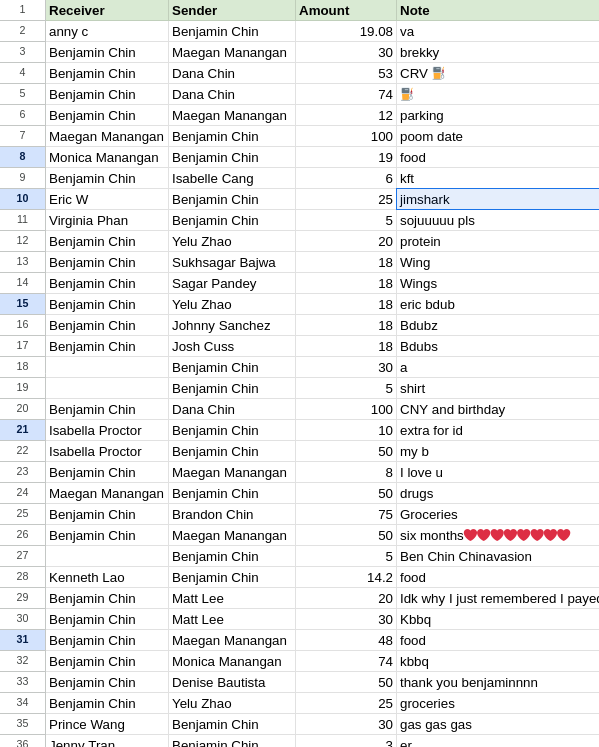 1 Receiver Sender Amount Note
2 anny c Benjamin Chin 19.08 va
3 Benjamin Chin Maegan Manangan 30 brekky
4 Benjamin Chin Dana Chin 53 CRV ⛽
5 Benjamin Chin Dana Chin 74 ⛽
6 Benjamin Chin Maegan Manangan 12 parking
7 Maegan Manangan Benjamin Chin 100 poom date
8 Monica Manangan Benjamin Chin 19 food
9 Benjamin Chin Isabelle Cang 6 kft
10 Eric W Benjamin Chin 25 jimshark
11 Virginia Phan Benjamin Chin 5 sojuuuuu pls
12 Benjamin Chin Yelu Zhao 20 protein
13 Benjamin Chin Sukhsagar Bajwa 18 Wing
14 Benjamin Chin Sagar Pandey 18 Wings
15 Benjamin Chin Yelu Zhao 18 eric bdub
16 Benjamin Chin Johnny Sanchez 18 Bdubz
17 Benjamin Chin Josh Cuss 18 Bdubs
18 Benjamin Chin 30 a
19 Benjamin Chin 5 shirt
20 Benjamin Chin Dana Chin 100 CNY and birthday
21 Isabella Proctor Benjamin Chin 10 extra for id
22 Isabella Proctor Benjamin Chin 50 my b
23 Benjamin Chin Maegan Manangan 8 I love u
24 Maegan Manangan Benjamin Chin 50 drugs
25 Benjamin Chin Brandon Chin 75 Groceries
26 Benjamin Chin Maegan Manangan 50 six months❤️❤️❤️❤️❤️❤️❤️❤️
27 Benjamin Chin 5 Ben Chin Chinavasion
28 Kenneth Lao Benjamin Chin 14.2 food
29 Benjamin Chin Matt Lee 20 Idk why I just remembered I payed
30 Benjamin Chin Matt Lee 30 Kbbq
31 Benjamin Chin Maegan Manangan 48 food
32 Benjamin Chin Monica Manangan 74 kbbq
33 Benjamin Chin Denise Bautista 50 thank you benjaminnnn
34 Benjamin Chin Yelu Zhao 25 groceries
35 Prince Wang Benjamin Chin 30 gas gas gas
36 Jenny Tran Benjamin Chin 3 er